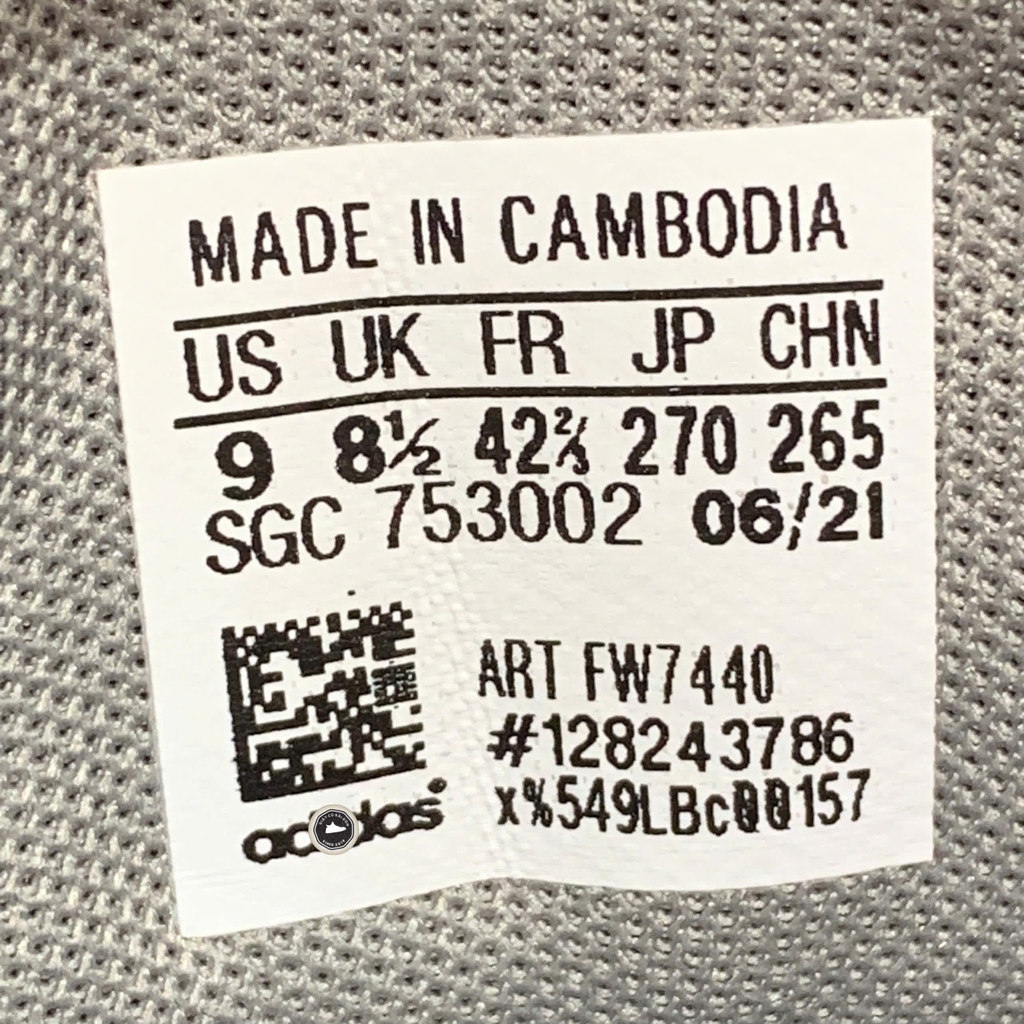 MADE IN CAMBODIA
US UK FR JP CHN
9 8½ 42⅔ 270 265
SGC 753002 06/21
ART FW7440
#128243786
x%549LBc00157
adidas®